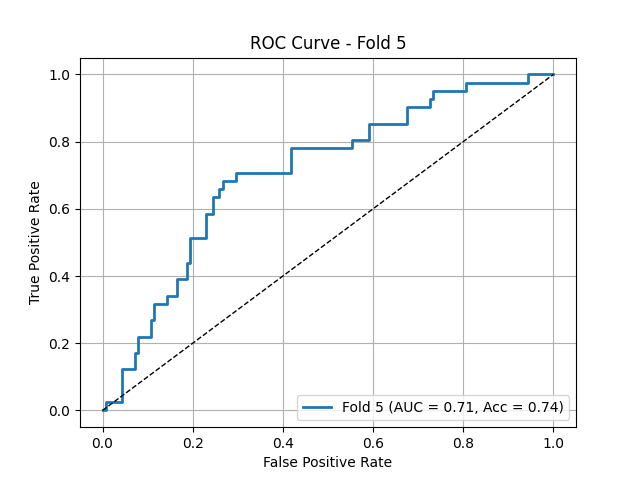 ROC Curve - Fold 5
True Positive Rate
1.0
0.8
0.6
0.4
0.2
0.0
Fold 5 (AUC = 0.71, Acc = 0.74)
0.0 0.2 0.4 0.6 0.8 1.0
False Positive Rate